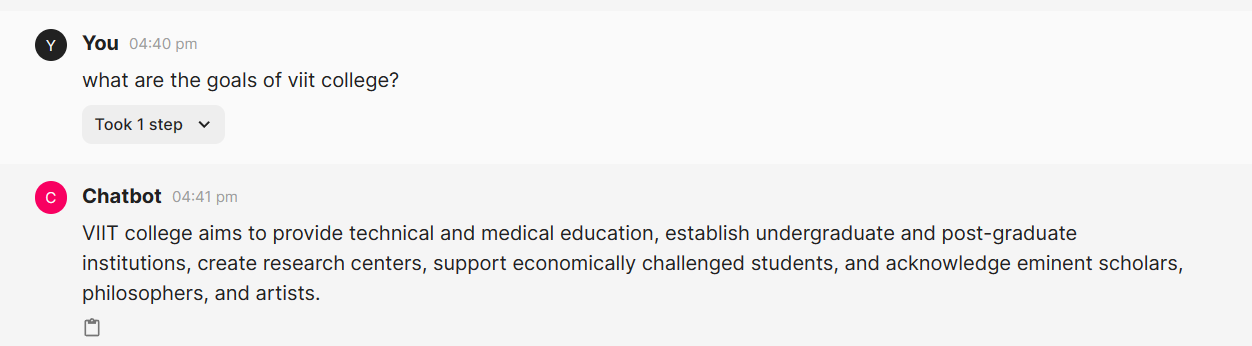 Y
You 04:40 pm
what are the goals of viit college?
Took 1 step
C
Chatbot 04:41 pm
VIIT college aims to provide technical and medical education, establish undergraduate and post-graduate
institutions, create research centers, support economically challenged students, and acknowledge eminent scholars,
philosophers, and artists.